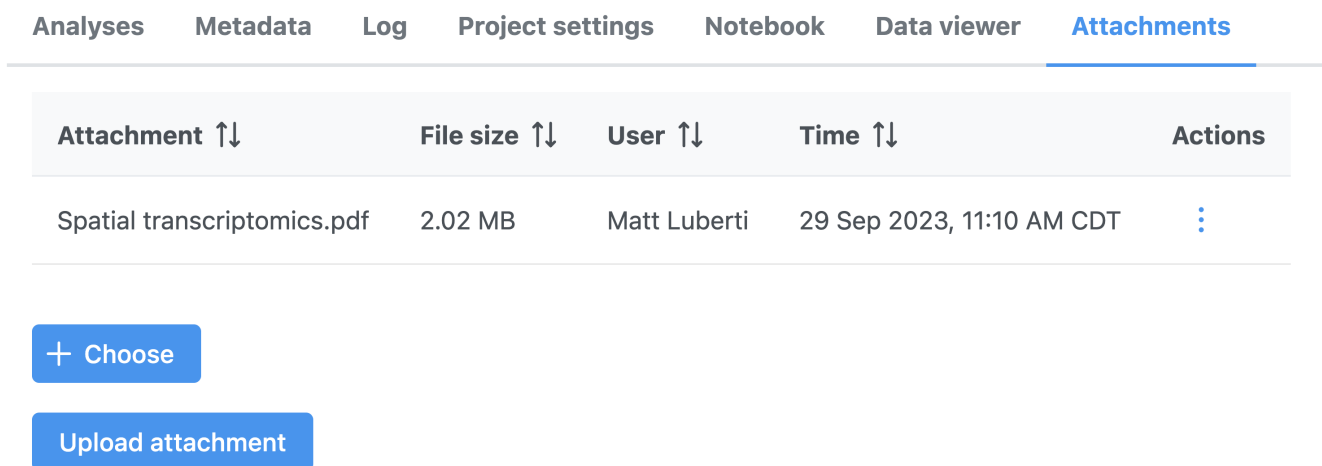 Analyses Metadata Log Project settings Notebook Data viewer Attachments
Attachment File size User Time Actions
Spatial transcriptomics.pdf 2.02 MB Matt Luberti 29 Sep 2023, 11:10 AM CDT
+ Choose
Upload attachment